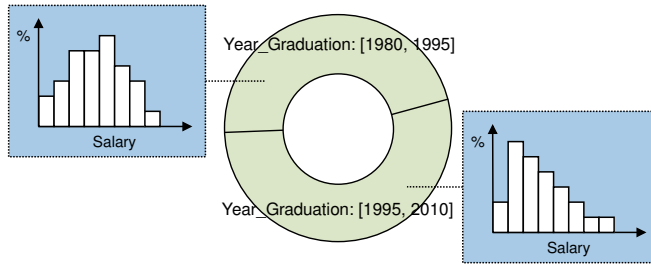 %
Salary
Year_Graduation: [1980, 1995]
Year_Graduation: [1995, 2010]
%
Salary